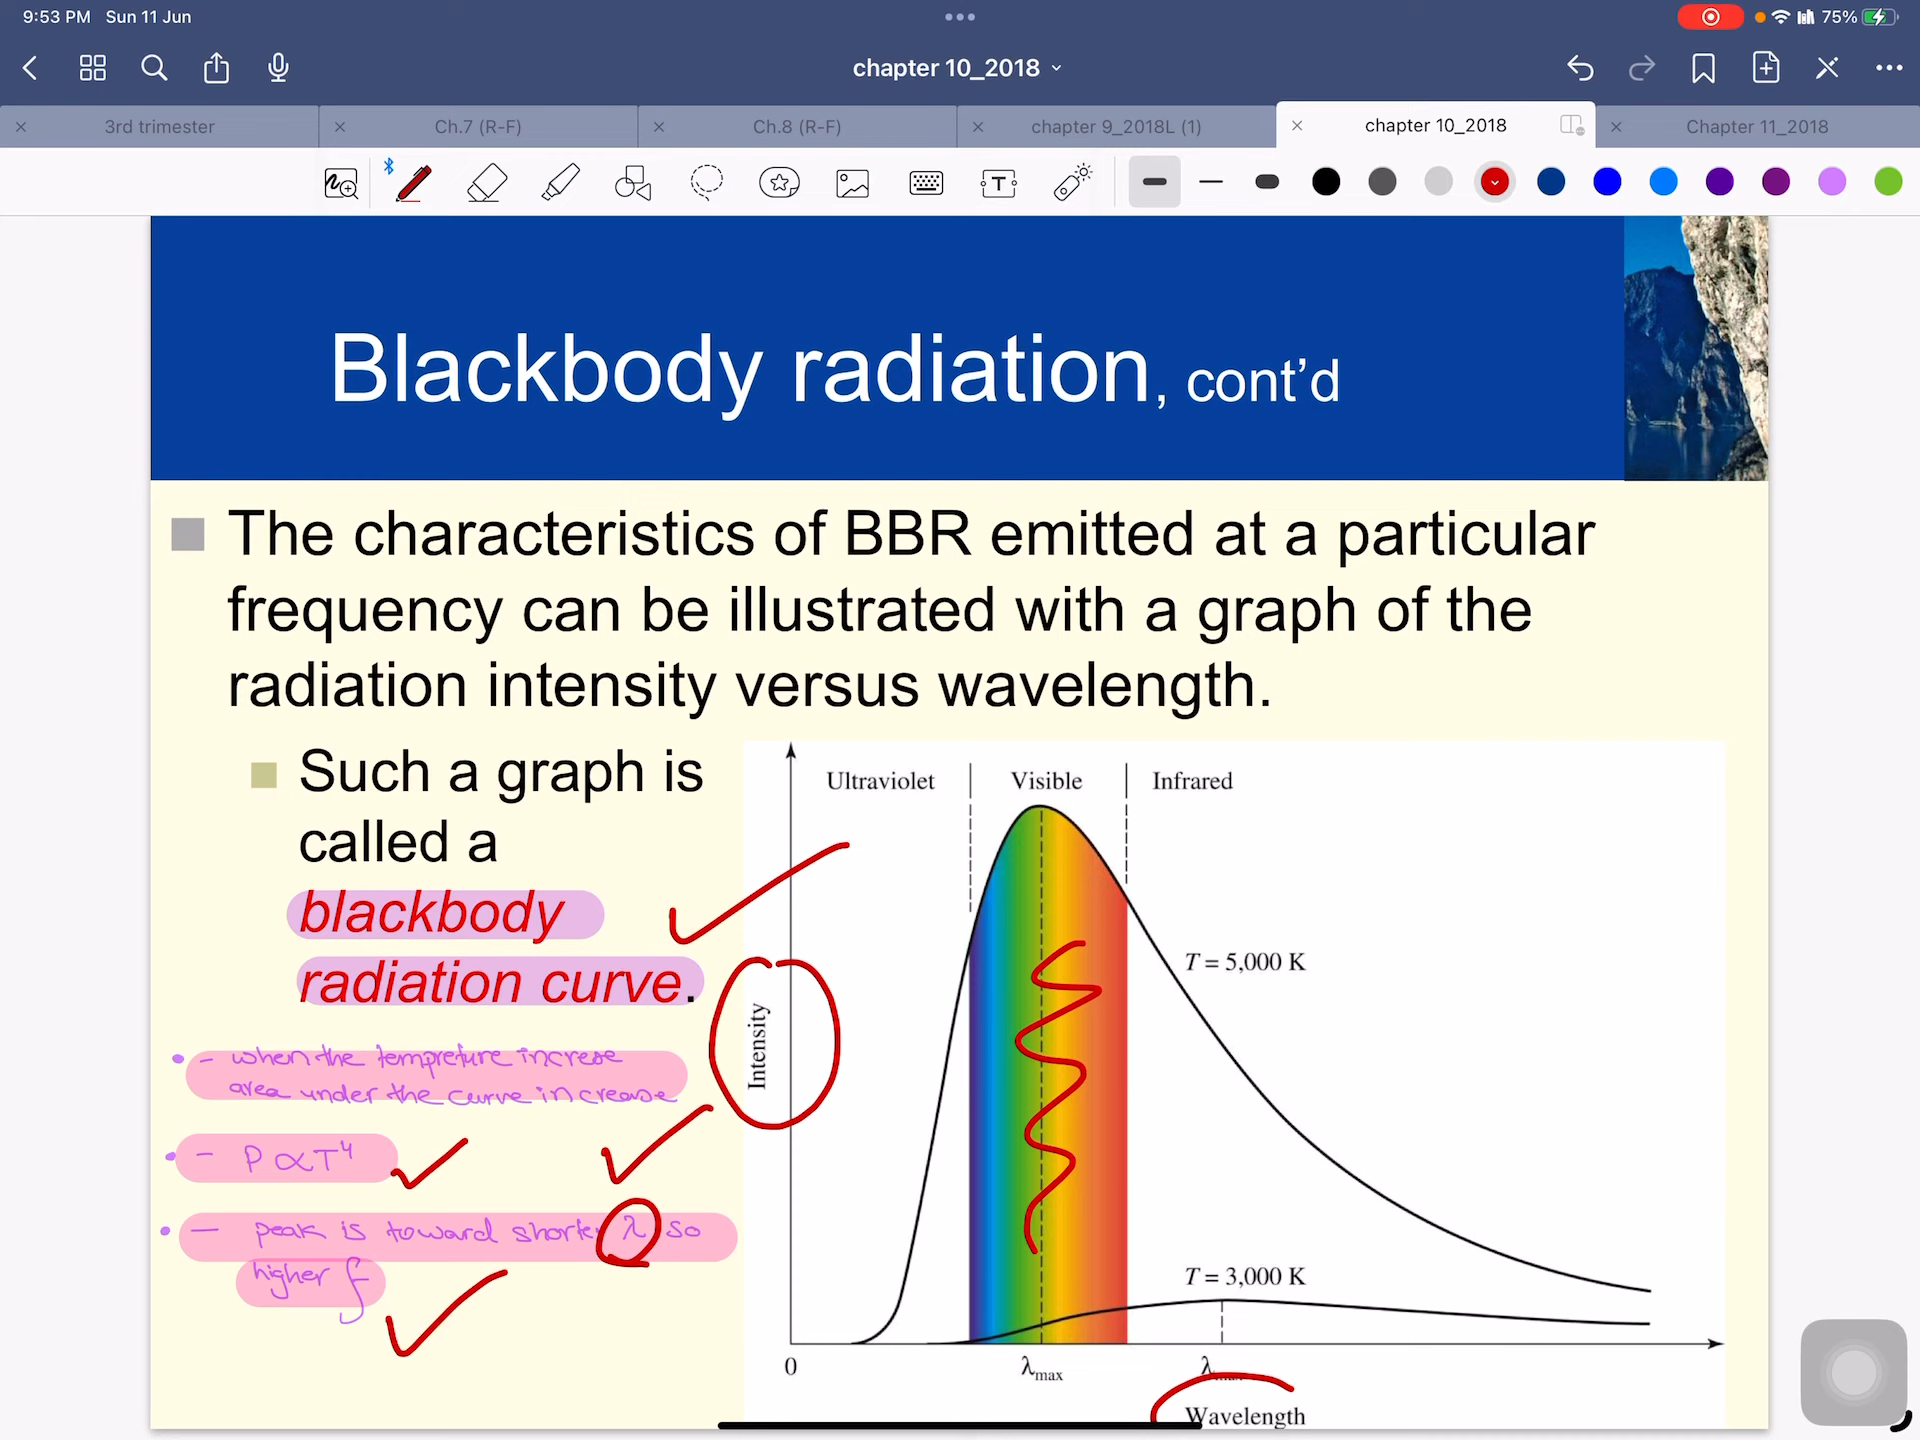 9:53 PM Sun 11 Jun
75%
chapter 10_2018
3rd trimester
Ch.7 (R-F)
Ch.8 (R-F)
chapter 9_2018L (1)
chapter 10_2018
Chapter 11_2018
Blackbody radiation, cont'd
The characteristics of BBR emitted at a particular
frequency can be illustrated with a graph of the
radiation intensity versus wavelength.
Such a graph is
called a
blackbody
radiation curve.
- when the tempreture increse
area under the curve increase
- P ∝ T⁴
- peak is toward shorter λ so
higher f
Ultraviolet
Visible
Infrared
Intensity
T = 5,000 K
T = 3,000 K
0
λmax
λmax
Wavelength